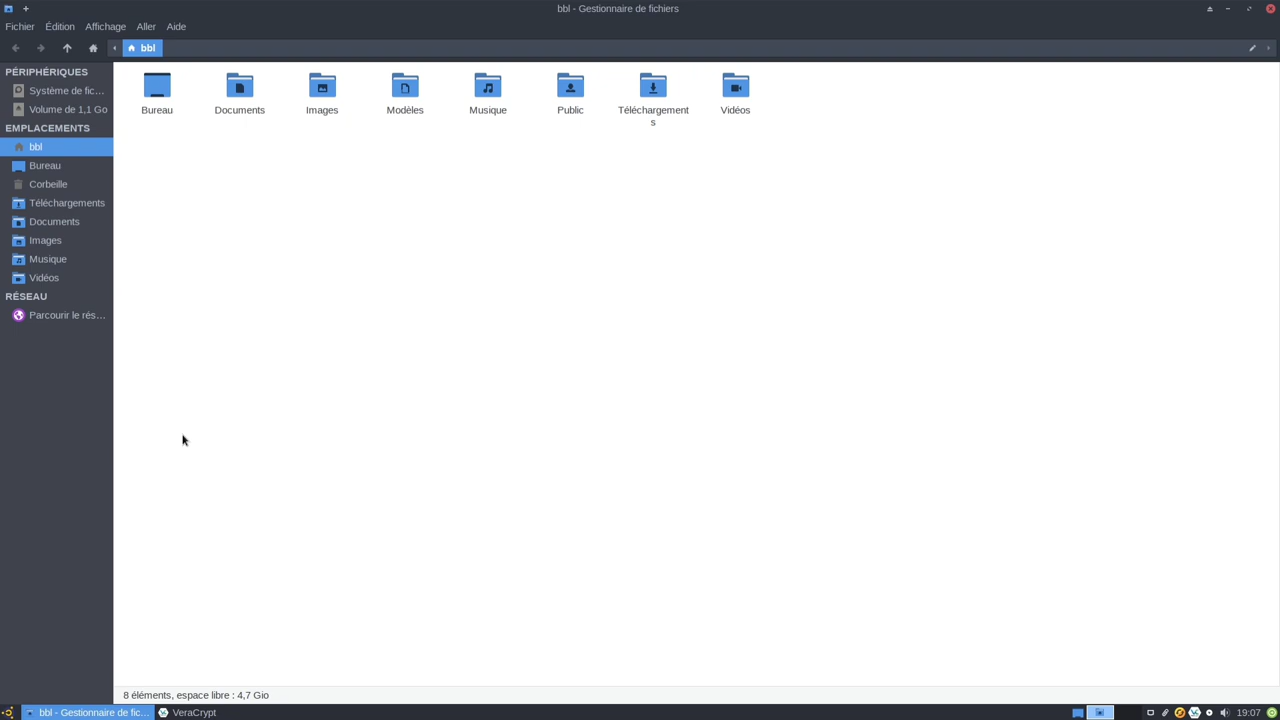 bbl - Gestionnaire de fichiers
Fichier Édition Affichage Aller Aide
bbl
PÉRIPHÉRIQUES
Système de fic...
Volume de 1,1 Go
EMPLACEMENTS
bbl
Bureau
Corbeille
Téléchargements
Documents
Images
Musique
Vidéos
RÉSEAU
Parcourir le rés...
Bureau Documents Images Modèles Musique Public Téléchargement Vidéos
s
8 éléments, espace libre : 4,7 Gio
bbl - Gestionnaire de fic... VeraCrypt 19:07